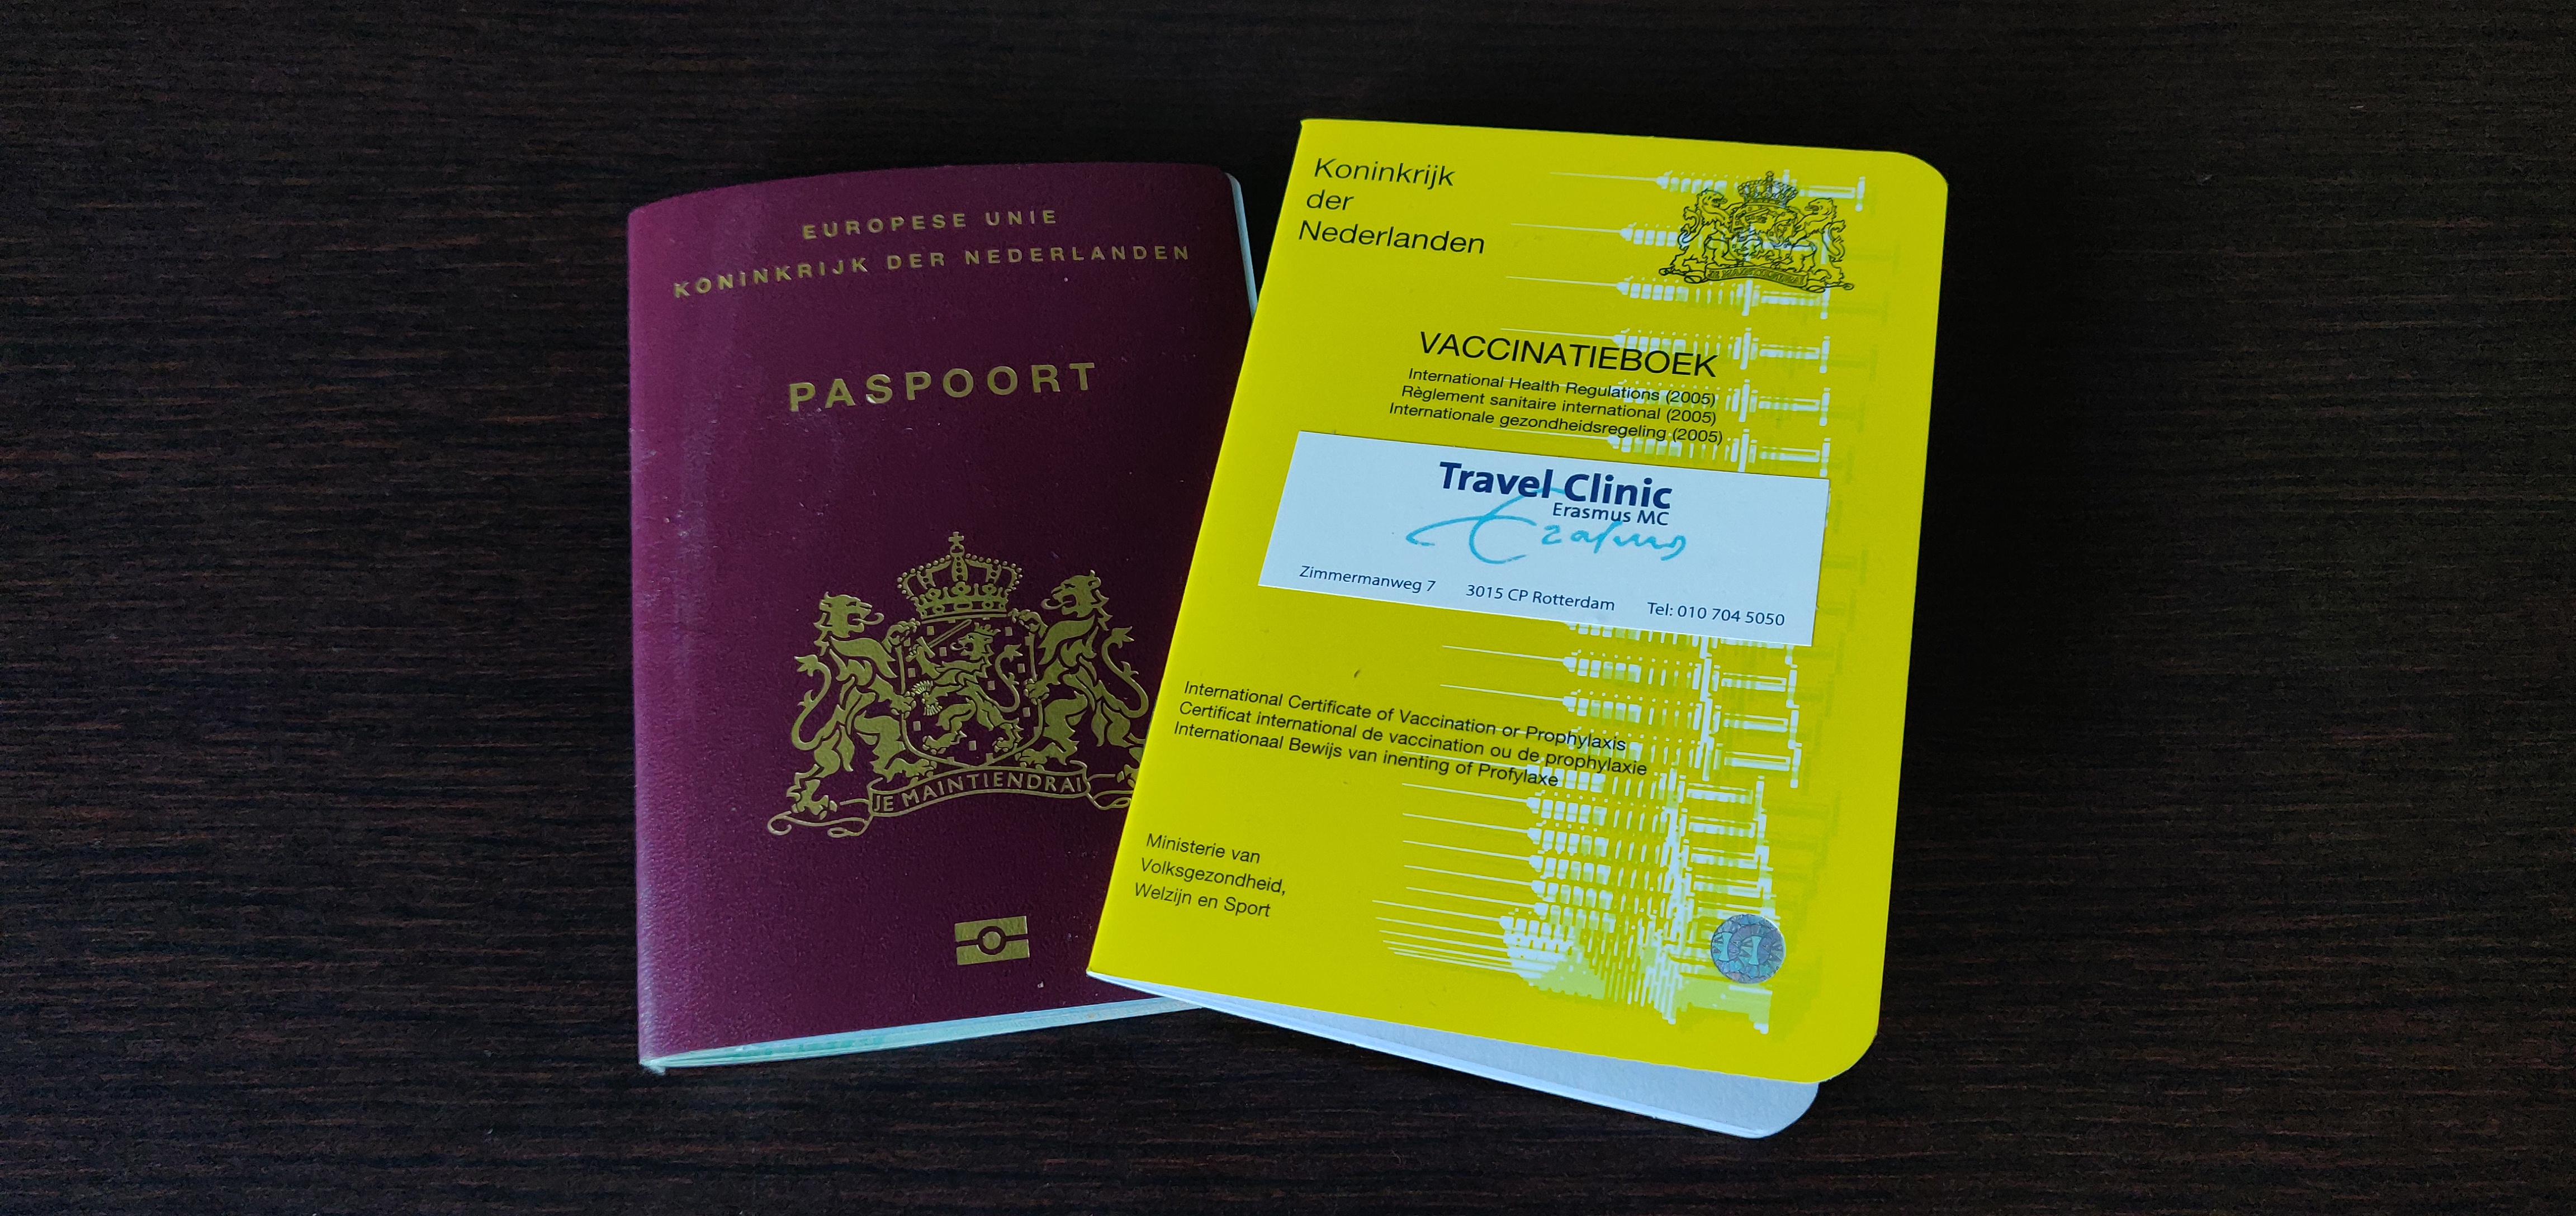 EUROPESE UNIE
KONINKRIJK DER NEDERLANDEN
PASPOORT
JE MAINTIENDRAI
Koninkrijk
der
Nederlanden
JE MAINTIENDRAI
VACCINATIEBOEK
International Health Regulations (2005)
Règlement sanitaire international (2005)
Internationale gezondheidsregeling (2005)
Travel Clinic
Erasmus MC
Erasmus
Zimmermanweg 7 3015 CP Rotterdam Tel: 010 704 5050
International Certificate of Vaccination or Prophylaxis
Certificat international de vaccination ou de prophylaxie
Internationaal Bewijs van inenting of Profylaxe
Ministerie van
Volksgezondheid,
Welzijn en Sport